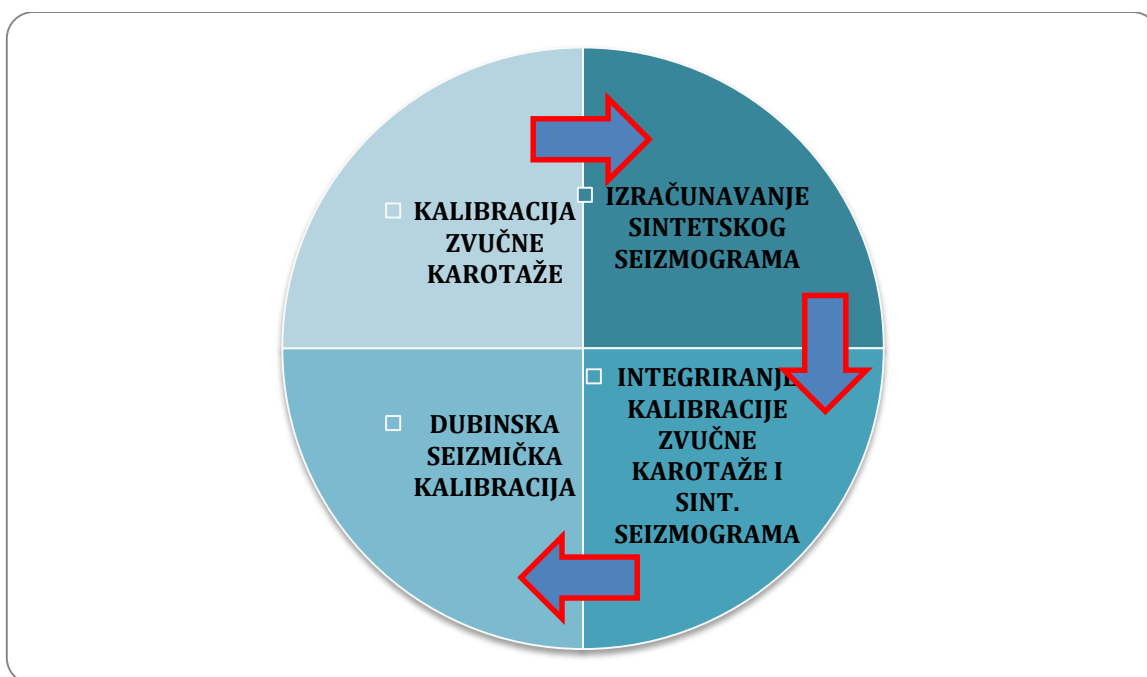 KALIBRACIJA
ZVUČNE
KAROTAŽE
IZRAČUNAVANJE
SINTETSKOG
SEIZMOGRAMA
INTEGRIRANJE
KALIBRACIJE
ZVUČNE
KAROTAŽE I
SINT.
SEIZMOGRAMA
DUBINSKA
SEIZMIČKA
KALIBRACIJA